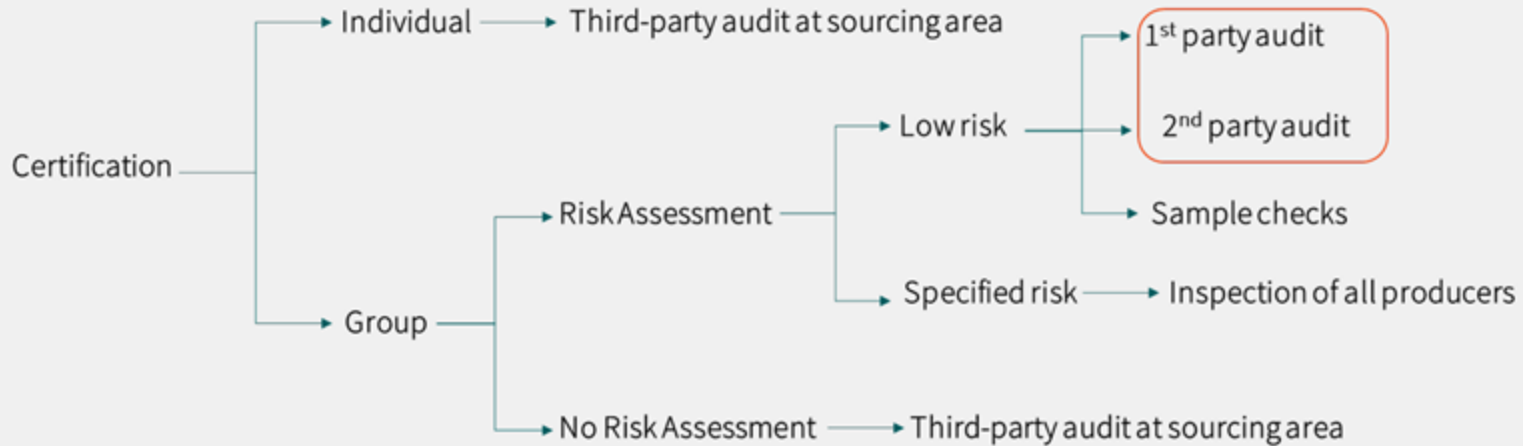 Individual
Third-party audit at sourcing area
1st party audit
Low risk
2nd party audit
Certification
Risk Assessment
Sample checks
Specified risk
Inspection of all producers
Group
No Risk Assessment
Third-party audit at sourcing area